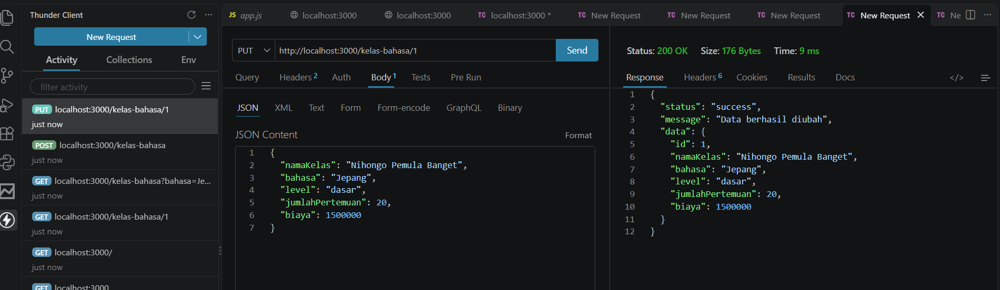 Thunder Client
New Request
Activity Collections Env
filter activity
PUT localhost:3000/kelas-bahasa/1
just now
POST localhost:3000/kelas-bahasa
just now
GET localhost:3000/kelas-bahasa?bahasa=Je...
just now
GET localhost:3000/kelas-bahasa/1
just now
GET localhost:3000/
just now
GET localhost:3000
JS app.js localhost:3000 localhost:3000 TC localhost:3000 * TC New Request TC New Request TC New Request TC New Request TC Ne
PUT http://localhost:3000/kelas-bahasa/1 Send
Query Headers 2 Auth Body 1 Tests Pre Run
JSON XML Text Form Form-encode GraphQL Binary
JSON Content Format
1 {
2 "namaKelas": "Nihongo Pemula Banget",
3 "bahasa": "Jepang",
4 "level": "dasar",
5 "jumlahPertemuan": 20,
6 "biaya": 1500000
7 }
Status: 200 OK Size: 176 Bytes Time: 9 ms
Response Headers 6 Cookies Results Docs </>
1 {
2 "status": "success",
3 "message": "Data berhasil diubah",
4 "data": {
5 "id": 1,
6 "namaKelas": "Nihongo Pemula Banget",
7 "bahasa": "Jepang",
8 "level": "dasar",
9 "jumlahPertemuan": 20,
10 "biaya": 1500000
11 }
12 }